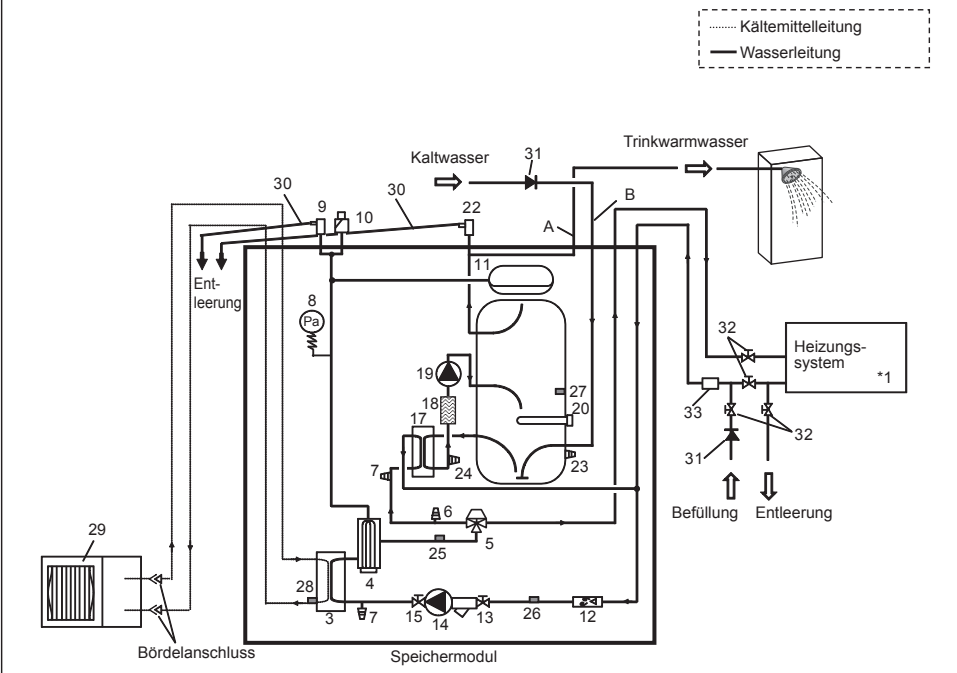 Kältemittelleitung
Wasserleitung
Trinkwarmwasser
Kaltwasser
31
30
9
10
30
22
A
B
Ent-
leerung
8
Pa
11
19
18
17
27
20
7
24
23
6
25
5
4
28
3
7
15
14
13
26
12
29
Bördelanschluss
Speichermodul
32
Heizungs-
system
*1
33
32
31
Befüllung
Entleerung